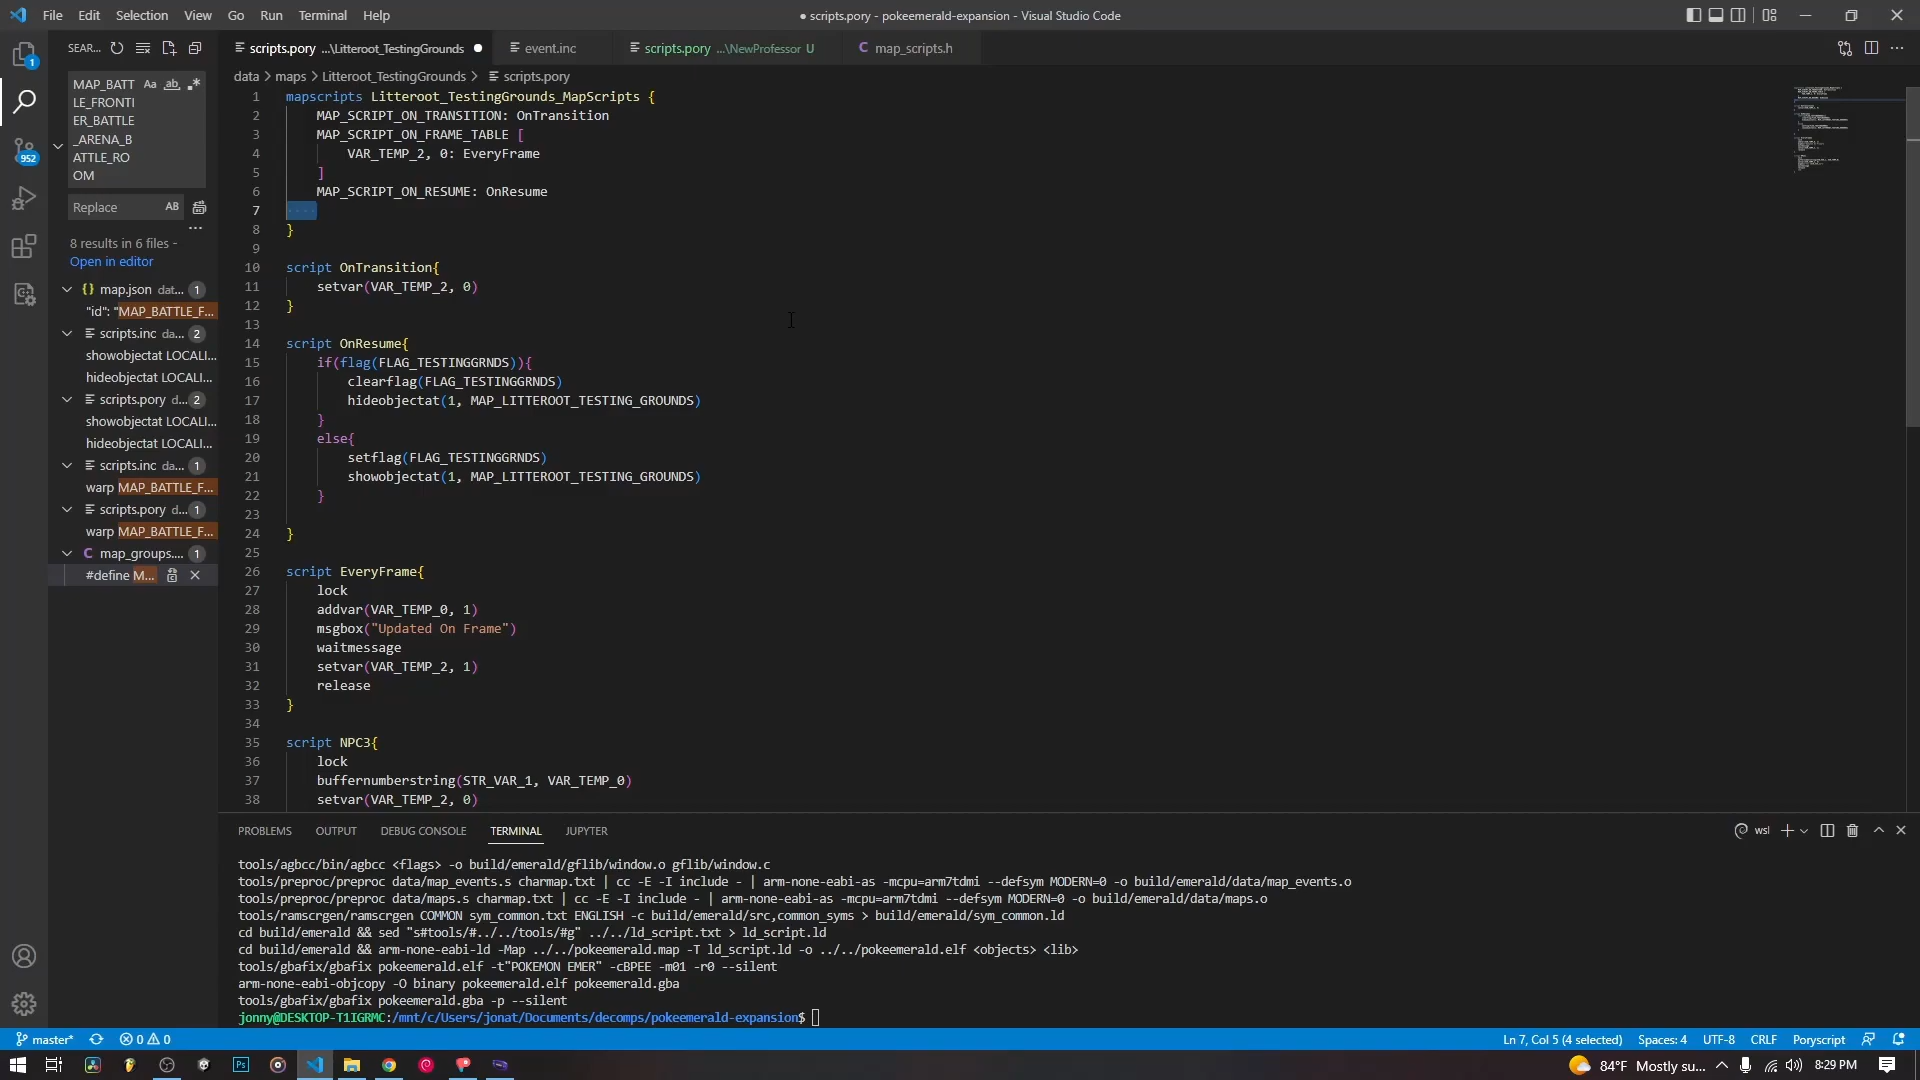 File Edit Selection View Go Run Terminal Help
● scripts.pory - pokeemerald-expansion - Visual Studio Code
SEAR...
scripts.pory ...\Litteroot_TestingGrounds
event.inc
scripts.pory ...\NewProfessor U
C map_scripts.h
data > maps > Litteroot_TestingGrounds > scripts.pory
MAP_BATT
LE_FRONTI
ER_BATTLE
_ARENA_B
ATTLE_RO
OM
Aa ab
Replace AB
8 results in 6 files -
Open in editor
{} map.json dat... 1
"id": "MAP_BATTLE_F...
scripts.inc da... 2
showobjectat LOCALI...
hideobjectat LOCALI...
scripts.pory d... 2
showobjectat LOCALI...
hideobjectat LOCALI...
scripts.inc da... 1
warp MAP_BATTLE_F...
scripts.pory d... 1
warp MAP_BATTLE_F...
C map_groups.... 1
#define M...
1
952
1 mapscripts Litteroot_TestingGrounds_MapScripts {
2 MAP_SCRIPT_ON_TRANSITION: OnTransition
3 MAP_SCRIPT_ON_FRAME_TABLE [
4 VAR_TEMP_2, 0: EveryFrame
5 ]
6 MAP_SCRIPT_ON_RESUME: OnResume
7 ····
8 }
9
10 script OnTransition{
11 setvar(VAR_TEMP_2, 0)
12 }
13
14 script OnResume{
15 if(flag(FLAG_TESTINGGRNDS)){
16 clearflag(FLAG_TESTINGGRNDS)
17 hideobjectat(1, MAP_LITTEROOT_TESTING_GROUNDS)
18 }
19 else{
20 setflag(FLAG_TESTINGGRNDS)
21 showobjectat(1, MAP_LITTEROOT_TESTING_GROUNDS)
22 }
23
24 }
25
26 script EveryFrame{
27 lock
28 addvar(VAR_TEMP_0, 1)
29 msgbox("Updated On Frame")
30 waitmessage
31 setvar(VAR_TEMP_2, 1)
32 release
33 }
34
35 script NPC3{
36 lock
37 buffernumberstring(STR_VAR_1, VAR_TEMP_0)
38 setvar(VAR_TEMP_2, 0)
PROBLEMS OUTPUT DEBUG CONSOLE TERMINAL JUPYTER
wsl
tools/agbcc/bin/agbcc <flags> -o build/emerald/gflib/window.o gflib/window.c
tools/preproc/preproc data/map_events.s charmap.txt | cc -E -I include - | arm-none-eabi-as -mcpu=arm7tdmi --defsym MODERN=0 -o build/emerald/data/map_events.o
tools/preproc/preproc data/maps.s charmap.txt | cc -E -I include - | arm-none-eabi-as -mcpu=arm7tdmi --defsym MODERN=0 -o build/emerald/data/maps.o
tools/ramscrgen/ramscrgen COMMON sym_common.txt ENGLISH -c build/emerald/src,common_syms > build/emerald/sym_common.ld
cd build/emerald && sed "s#tools/#../../tools/#g" ../../ld_script.txt > ld_script.ld
cd build/emerald && arm-none-eabi-ld -Map ../../pokeemerald.map -T ld_script.ld -o ../../pokeemerald.elf <objects> <lib>
tools/gbafix/gbafix pokeemerald.elf -t"POKEMON EMER" -cBPEE -m01 -r0 --silent
arm-none-eabi-objcopy -O binary pokeemerald.elf pokeemerald.gba
tools/gbafix/gbafix pokeemerald.gba -p --silent
jonny@DESKTOP-T1IGRMC:/mnt/c/Users/jonat/Documents/decomps/pokeemerald-expansion$
master* 0 0
Ln 7, Col 5 (4 selected) Spaces: 4 UTF-8 CRLF Poryscript
Ps
84°F Mostly su... 8:29 PM